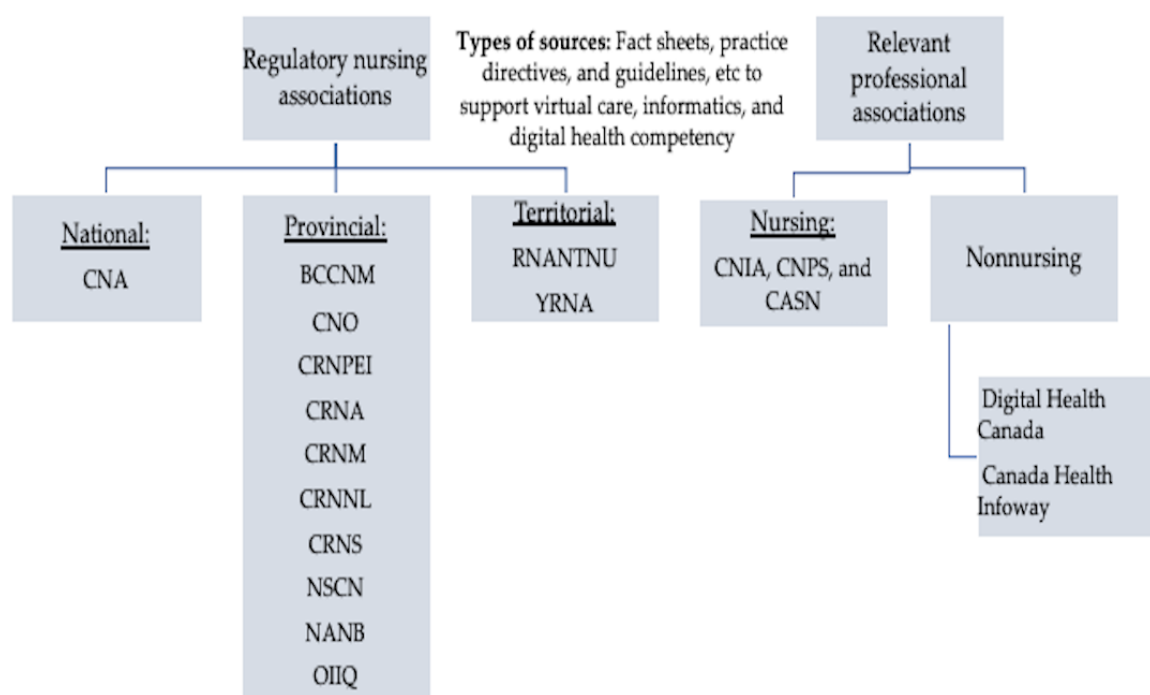 Regulatory nursing
associations
Types of sources: Fact sheets, practice
directives, and guidelines, etc to
support virtual care, informatics, and
digital health competency
Relevant
professional
associations
National:
CNA
Provincial:
BCCNM
CNO
CRNPEI
CRNA
CRNM
CRNNL
CRNS
NSCN
NANB
OIIQ
Territorial:
RNANTNU
YRNA
Nursing:
CNIA, CNPS, and
CASN
Nonnursing
Digital Health
Canada
Canada Health
Infoway